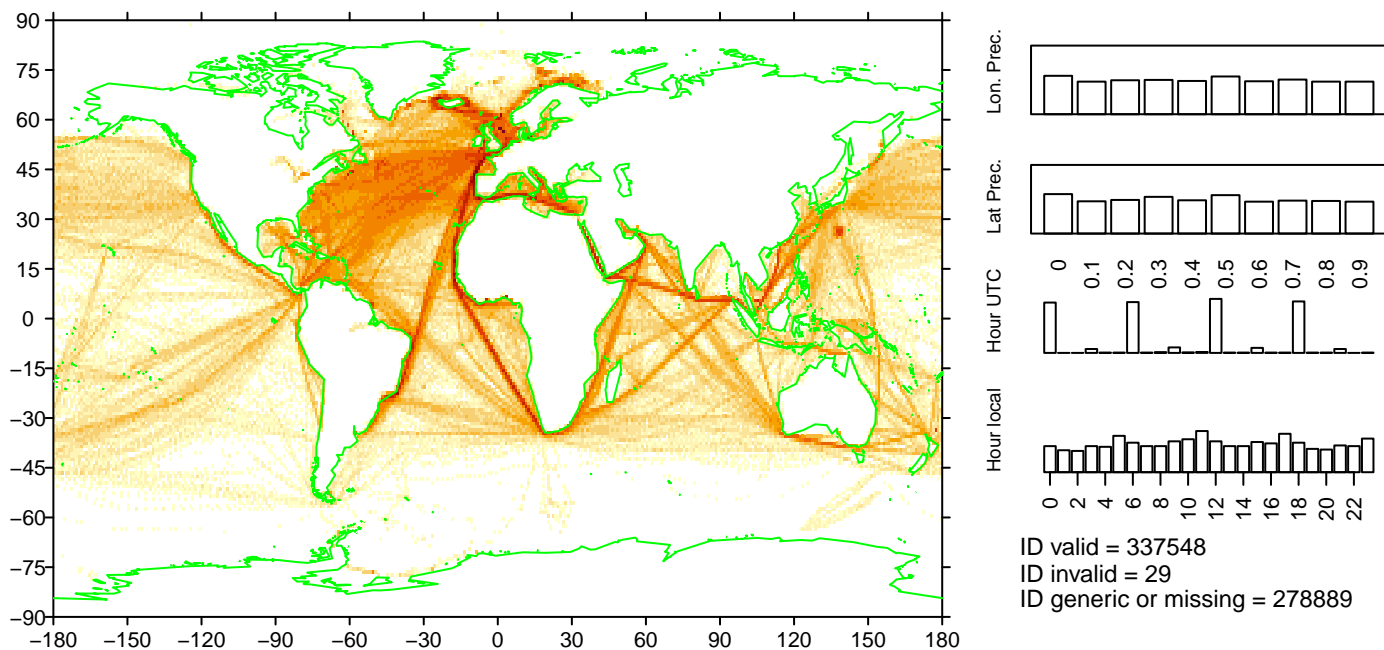 90
75
60
45
30
15
0
−15
−30
−45
−60
−75
−90
−180 −150 −120 −90 −60 −30 0 30 60 90 120 150 180
Lon. Prec.
Lat Prec.
0 0.1 0.2 0.3 0.4 0.5 0.6 0.7 0.8 0.9
Hour UTC
Hour local
0 2 4 6 8 10 12 14 16 18 20 22
ID valid = 337548
ID invalid = 29
ID generic or missing = 278889